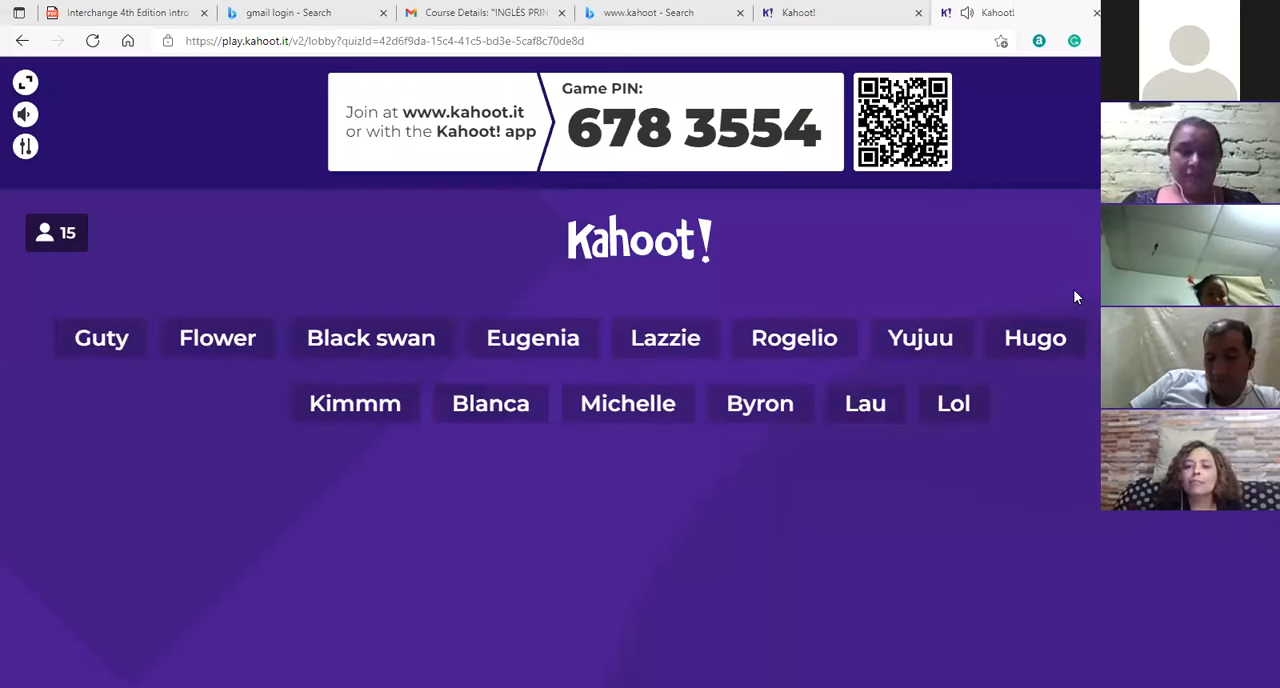 interchange 4th Edition Intro
gmail login - Search
Course Details: "INGLÉS PRIN
www.kahoot - Search
K! Kahoot!
K! Kahoot!
https://play.kahoot.it/v2/lobby?quizId=42d6f9da-15c4-41c5-bd3e-5caf8c70de8d
Join at www.kahoot.it
or with the Kahoot! app
Game PIN:
678 3554
15
Kahoot!
Guty Flower Black swan Eugenia Lazzie Rogelio Yujuu Hugo
Kimmm Blanca Michelle Byron Lau Lol